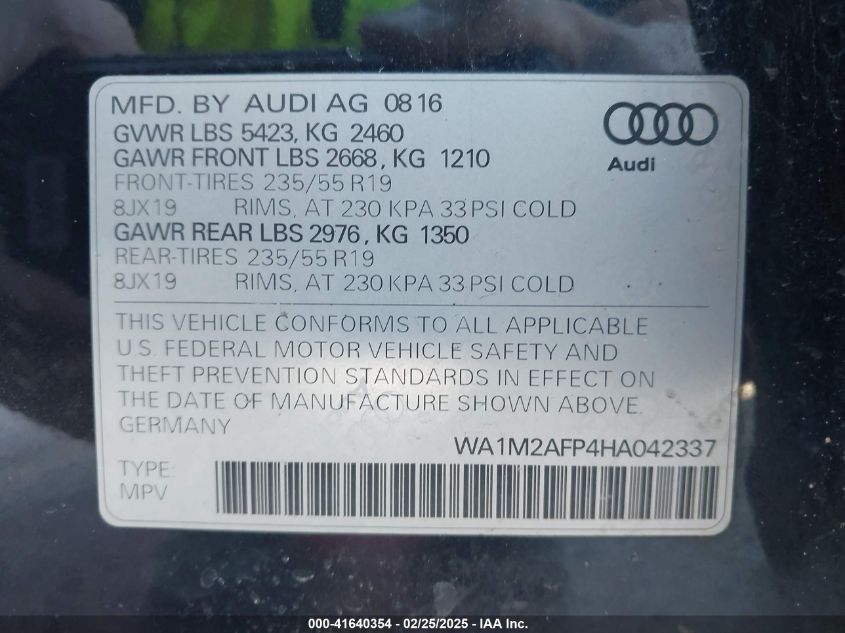 MFD. BY AUDI AG 08 16
GVWR LBS 5423, KG 2460
GAWR FRONT LBS 2668, KG 1210
FRONT-TIRES 235/55 R19
8JX19 RIMS, AT 230 KPA 33 PSI COLD
GAWR REAR LBS 2976, KG 1350
REAR-TIRES 235/55 R19
8JX19 RIMS, AT 230 KPA 33 PSI COLD
Audi
THIS VEHICLE CONFORMS TO ALL APPLICABLE
U.S. FEDERAL MOTOR VEHICLE SAFETY AND
THEFT PREVENTION STANDARDS IN EFFECT ON
THE DATE OF MANUFACTURE SHOWN ABOVE.
GERMANY
WA1M2AFP4HA042337
TYPE:
MPV
000-41640354 / 02/25/2025 - IAA Inc.